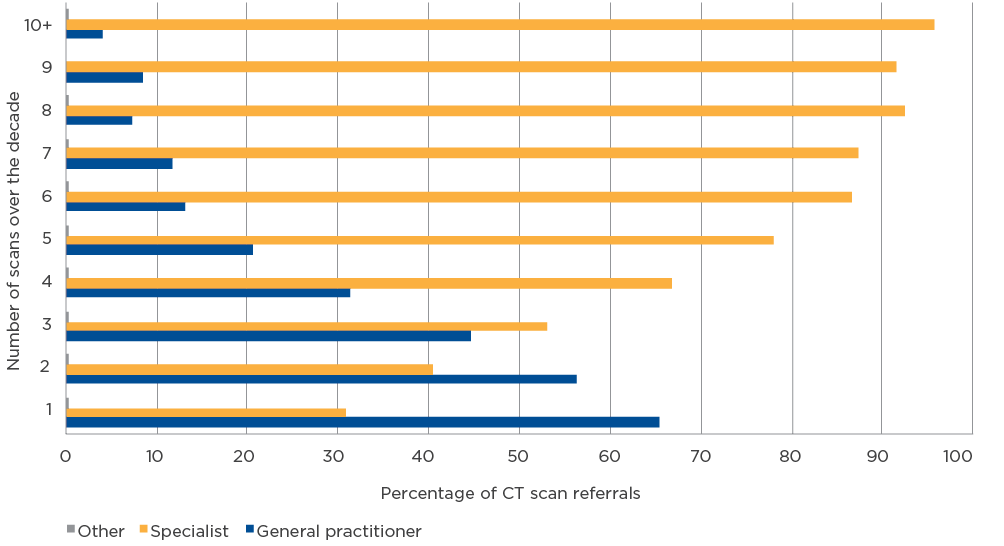 Number of scans over the decade
10+
9
8
7
6
5
4
3
2
1
0 10 20 30 40 50 60 70 80 90 100
Percentage of CT scan referrals
Other Specialist General practitioner